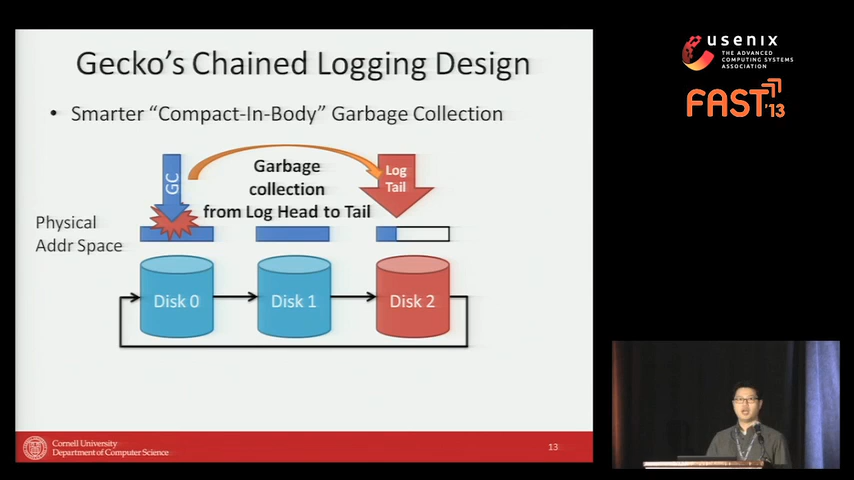 Gecko's Chained Logging Design
• Smarter “Compact-In-Body” Garbage Collection
GC
Garbage
collection
from Log Head to Tail
Log
Tail
Physical
Addr Space
Disk 0
Disk 1
Disk 2
Cornell University
Department of Computer Science
13
usenix
THE ADVANCED
COMPUTING SYSTEMS
ASSOCIATION
FAST'13